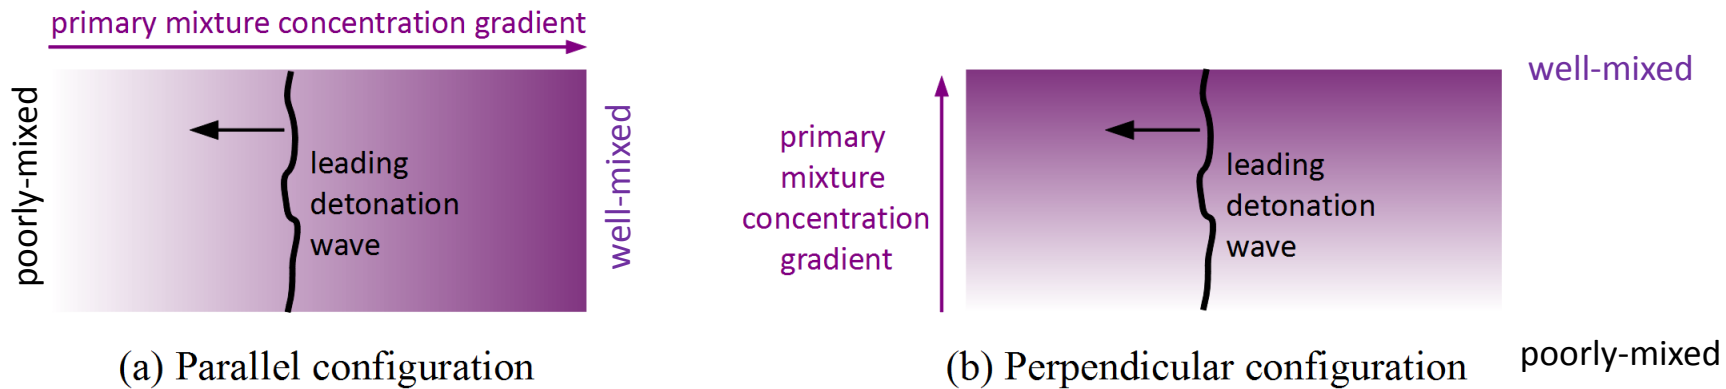 primary mixture concentration gradient
poorly-mixed
leading
detonation
wave
well-mixed
(a) Parallel configuration
primary
mixture
concentration
gradient
leading
detonation
wave
well-mixed
poorly-mixed
(b) Perpendicular configuration